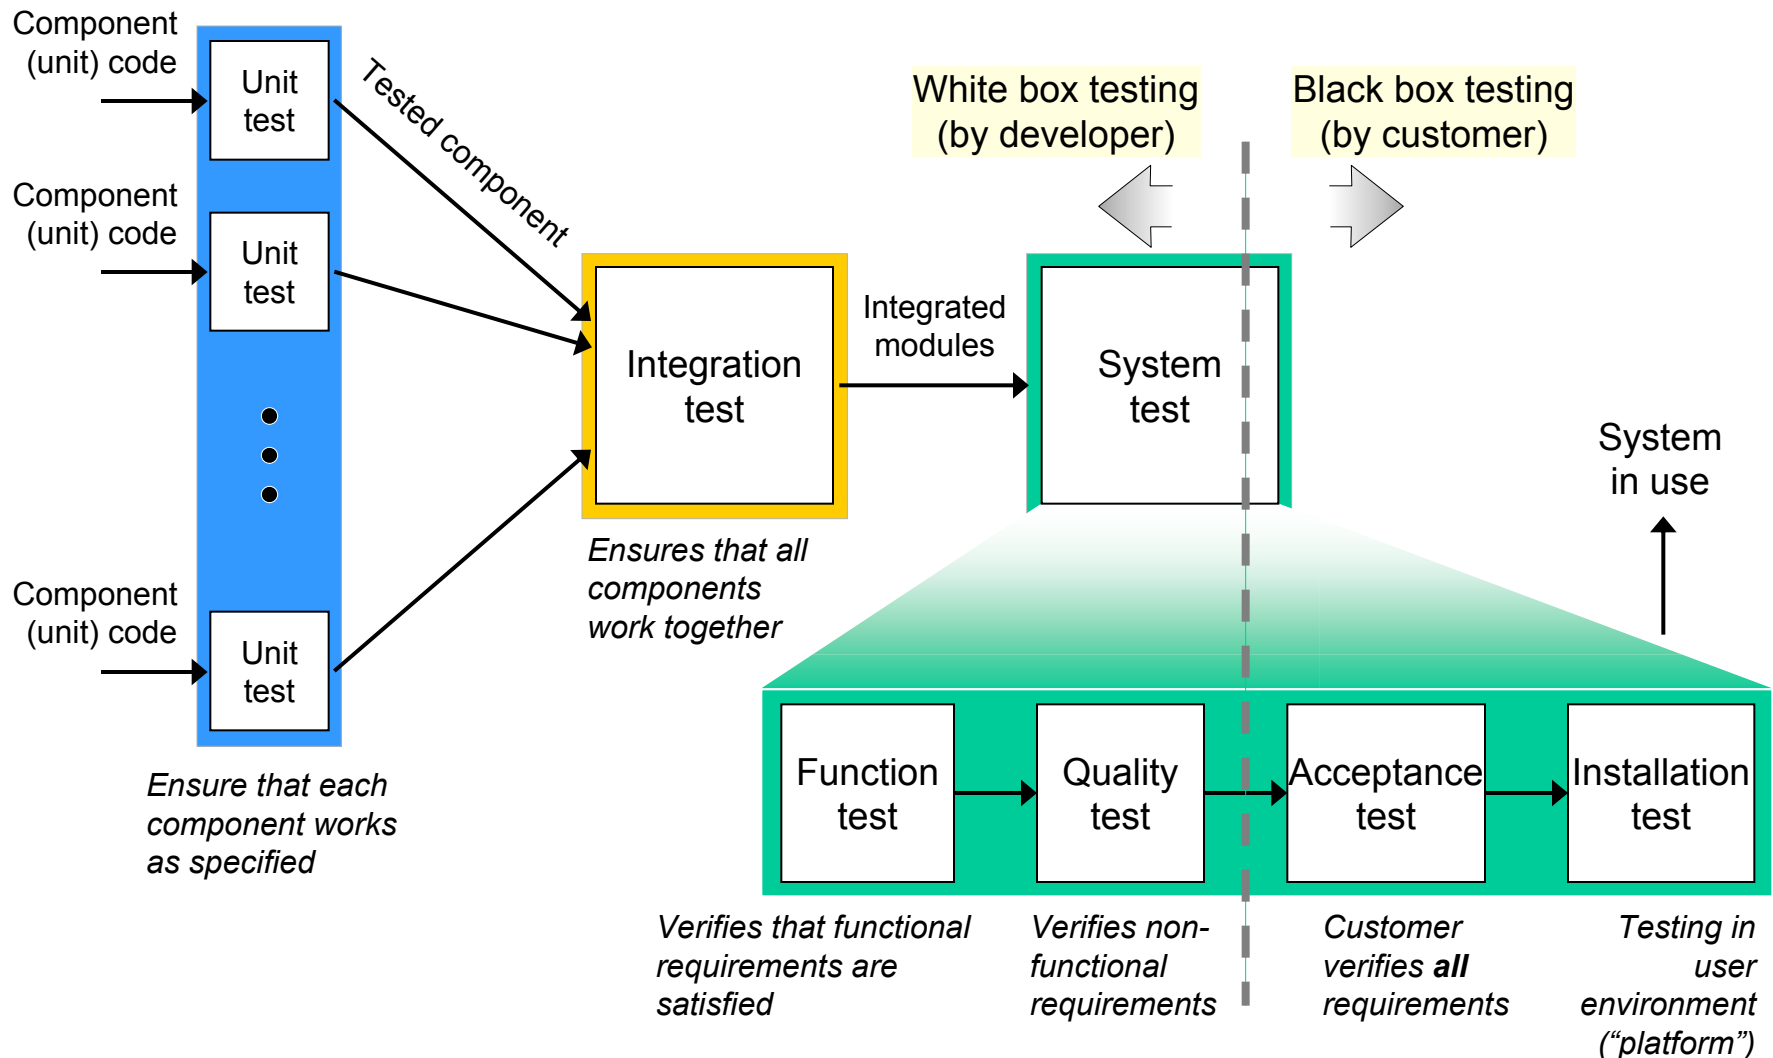 Component
(unit) code
Unit
test
Tested component
Component
(unit) code
Unit
test
Component
(unit) code
Unit
test
Ensure that each
component works
as specified
Integration
test
Ensures that all
components
work together
Integrated
modules
White box testing
(by developer)
Black box testing
(by customer)
System
test
System
in use
Function
test
Quality
test
Acceptance
test
Installation
test
Verifies that functional
requirements are
satisfied
Verifies non-
functional
requirements
Customer
verifies all
requirements
Testing in
user
environment
(“platform”)